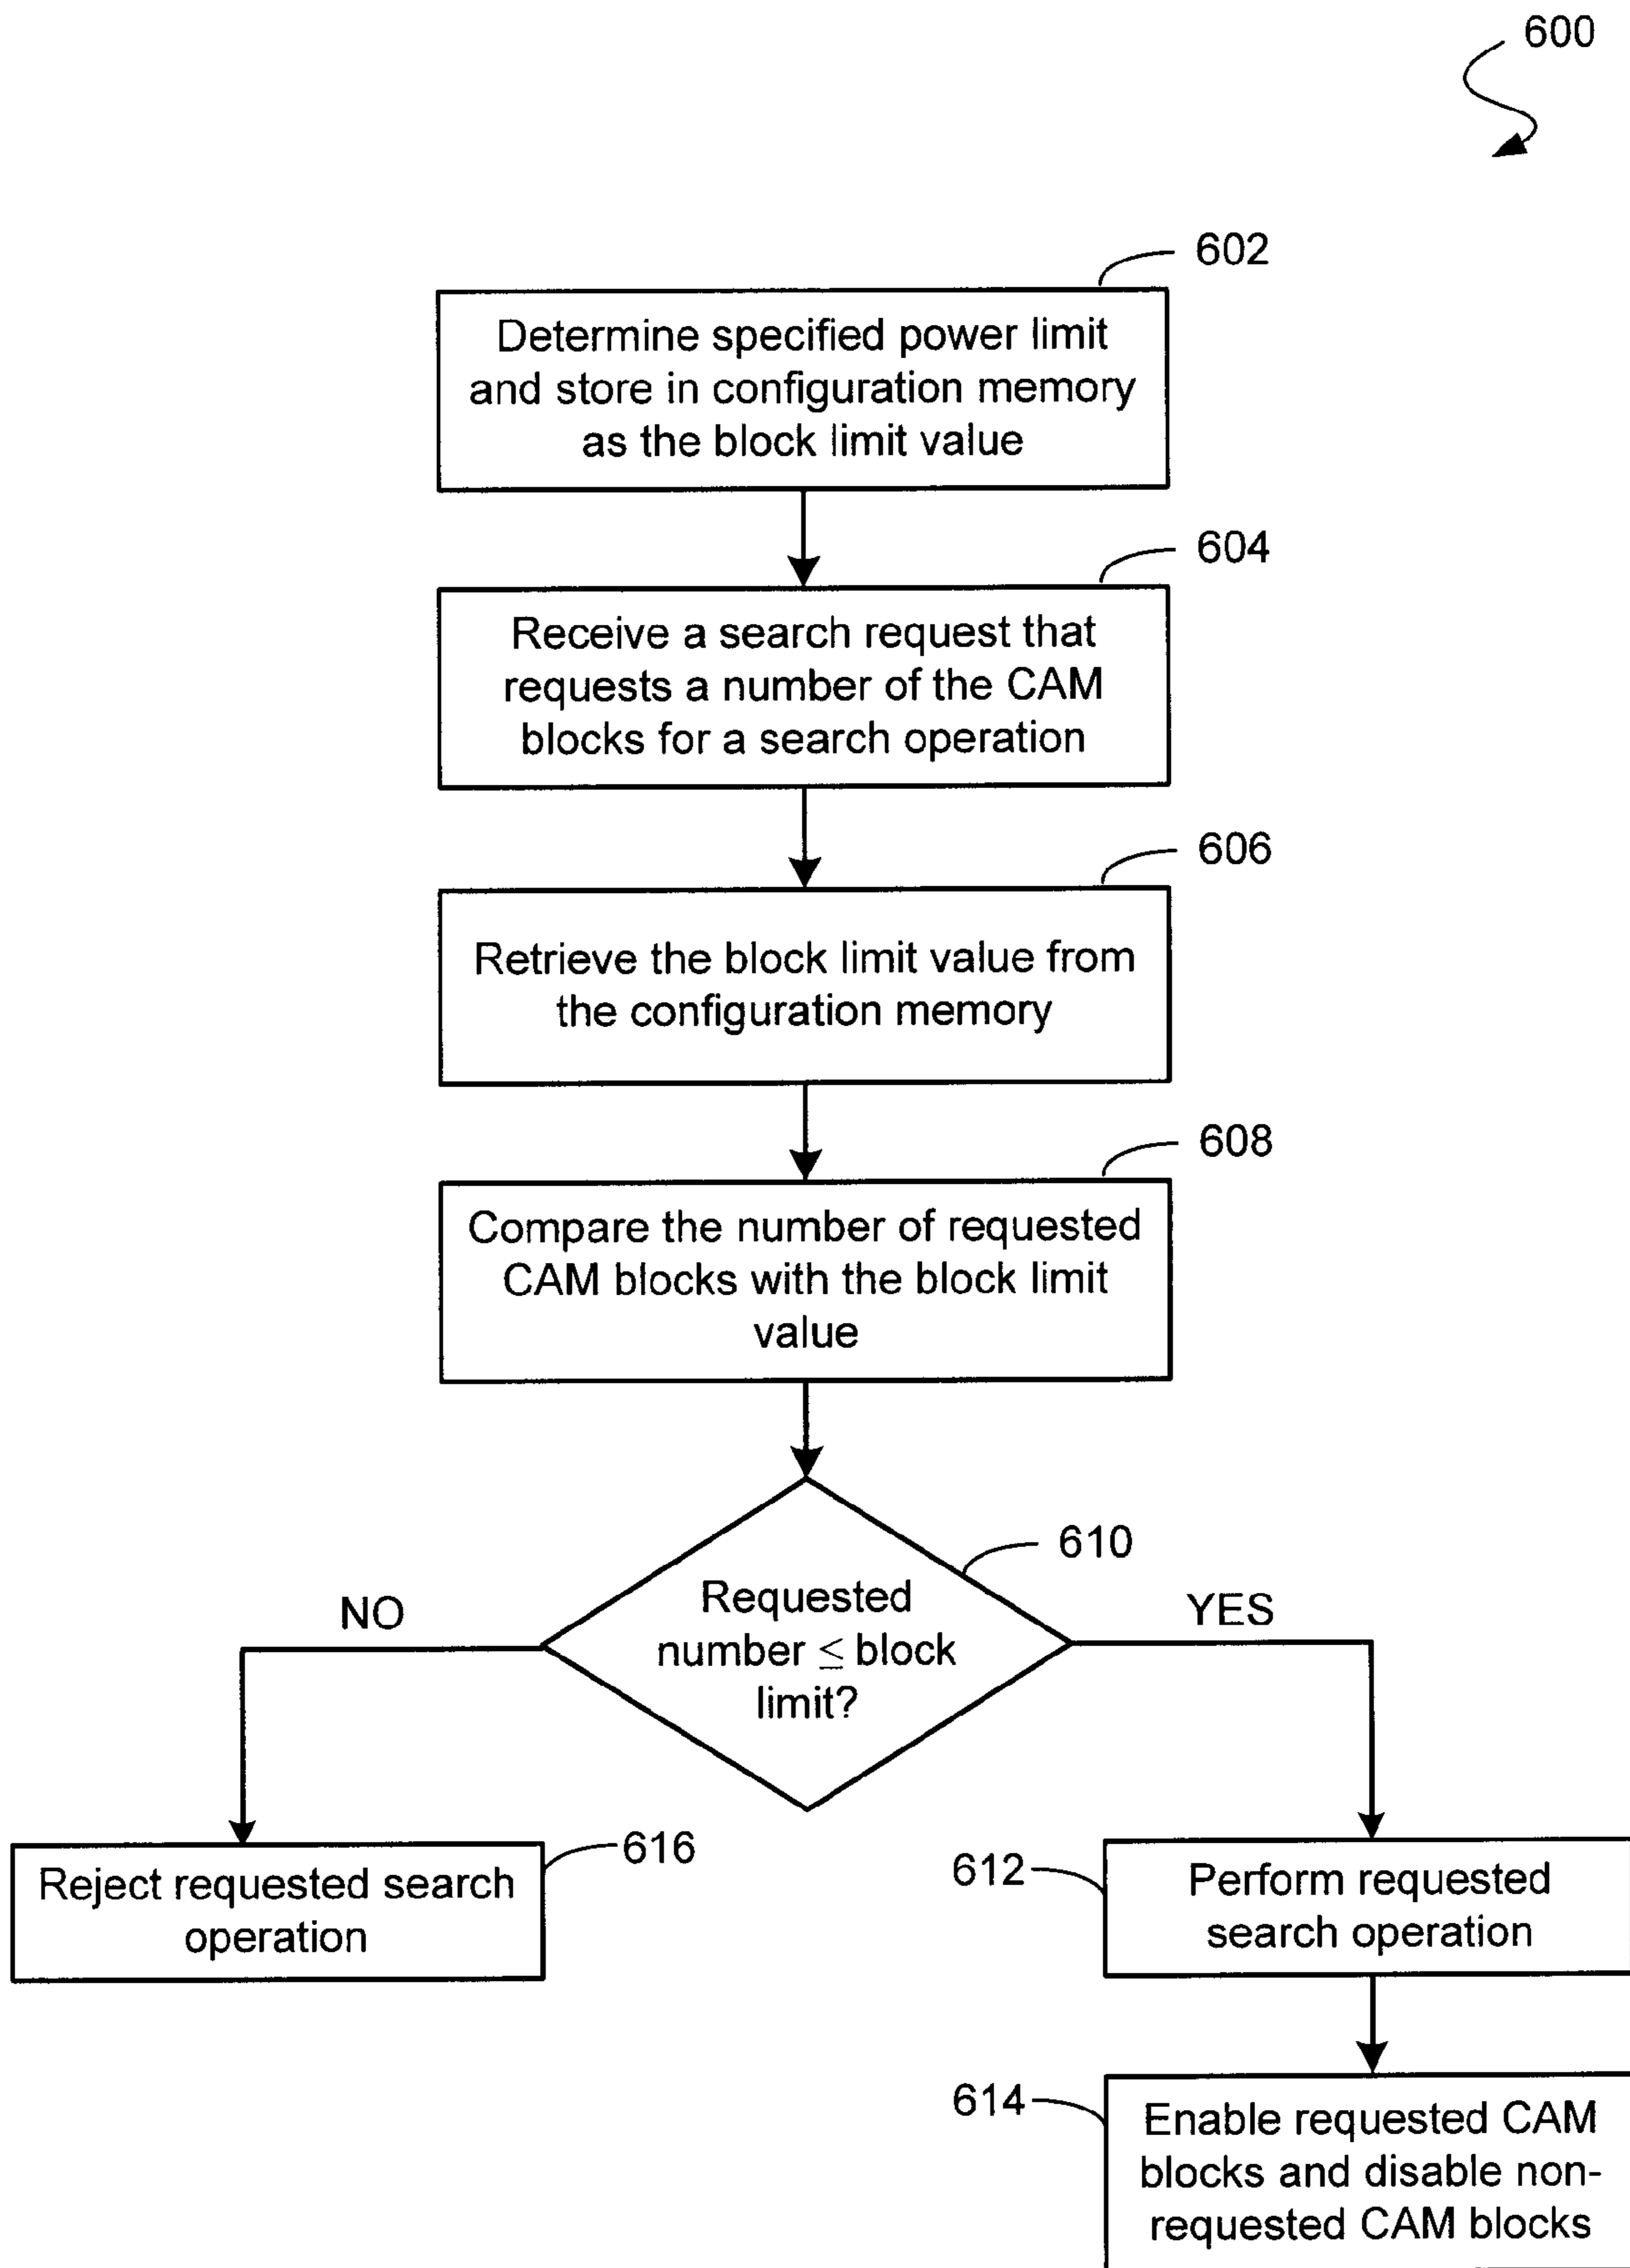 600
602
Determine specified power limit
and store in configuration memory
as the block limit value
604
Receive a search request that
requests a number of the CAM
blocks for a search operation
606
Retrieve the block limit value from
the configuration memory
608
Compare the number of requested
CAM blocks with the block limit
value
610
Requested
number ≤ block
limit?
NO
YES
616
Reject requested search
operation
612
Perform requested
search operation
614
Enable requested CAM
blocks and disable non-
requested CAM blocks